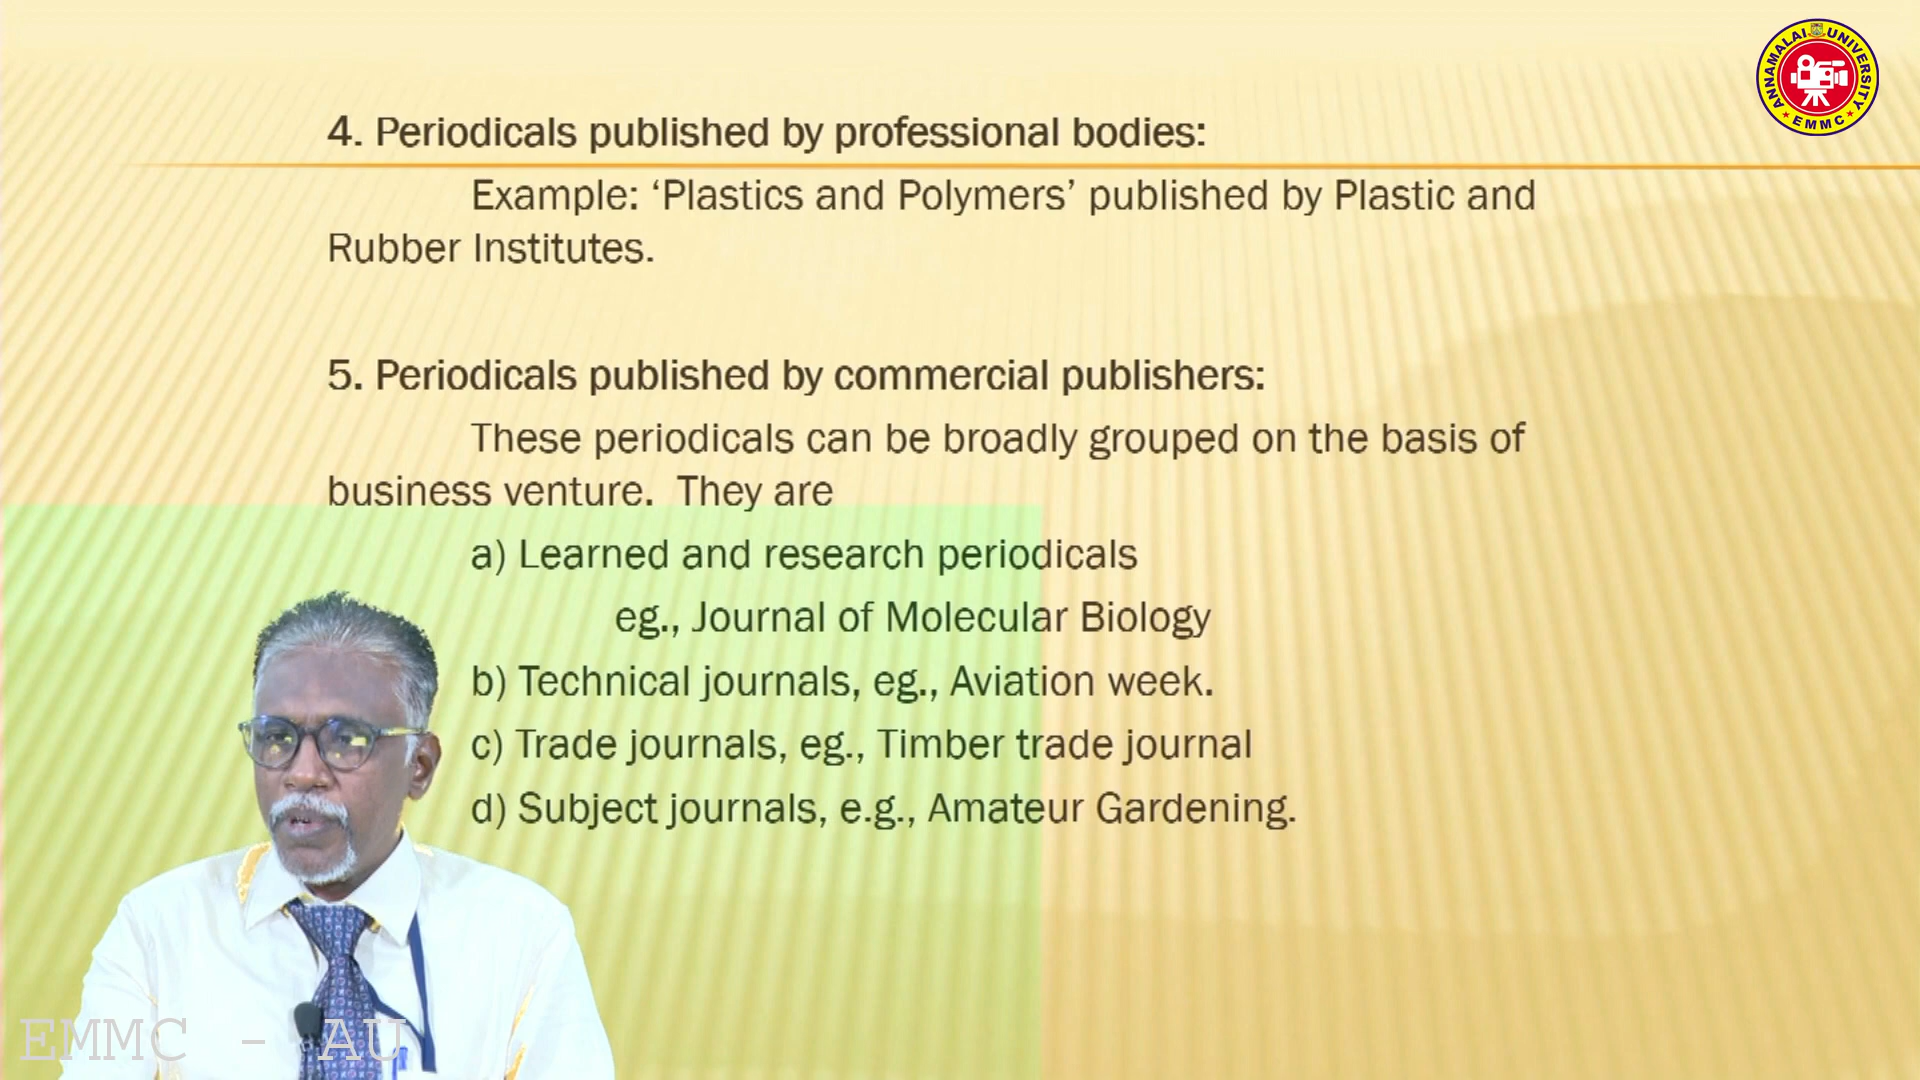 ANNAMALAI UNIVERSITY
EMMC
4. Periodicals published by professional bodies:
Example: ‘Plastics and Polymers’ published by Plastic and
Rubber Institutes.
5. Periodicals published by commercial publishers:
These periodicals can be broadly grouped on the basis of
business venture. They are
a) Learned and research periodicals
eg., Journal of Molecular Biology
b) Technical journals, eg., Aviation week.
c) Trade journals, eg., Timber trade journal
d) Subject journals, e.g., Amateur Gardening.
EMMC - AU